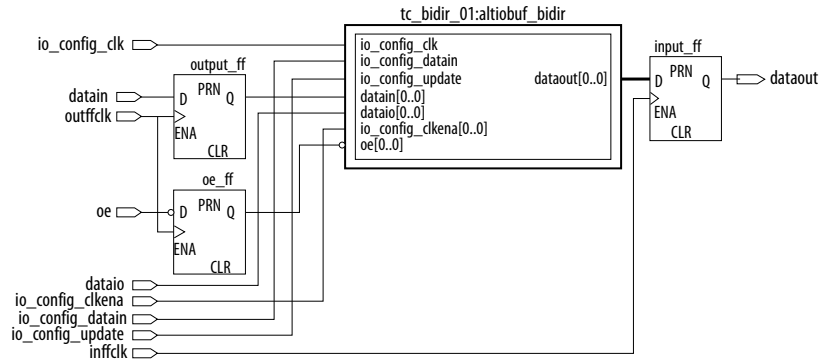 tc_bidir_01:altiobuf_bidir
io_config_clk
io_config_clk
io_config_datain
io_config_update
datain[0..0]
dataio[0..0]
io_config_clkena[0..0]
oe[0..0]
dataout[0..0]
output_ff
datain
outffclk
D
PRN
Q
ENA
CLR
oe_ff
oe
D
PRN
Q
ENA
CLR
input_ff
D
PRN
Q
ENA
CLR
dataout
dataio
io_config_clkena
io_config_datain
io_config_update
inffclk